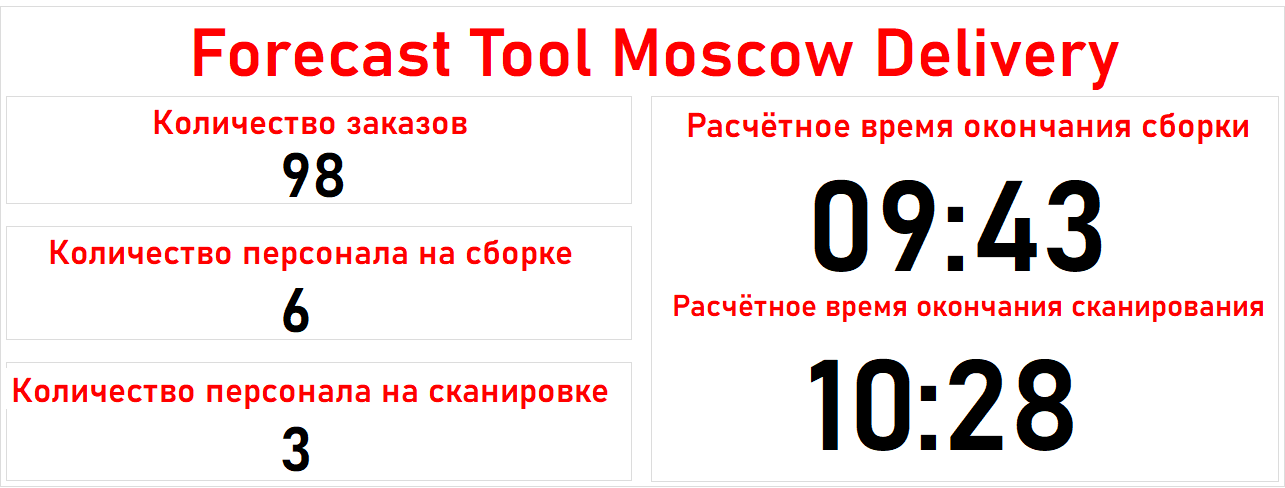 Forecast Tool Moscow Delivery
Количество заказов
98
Количество персонала на сборке
6
Количество персонала на сканировке
3
Расчётное время окончания сборки
09:43
Расчётное время окончания сканирования
10:28